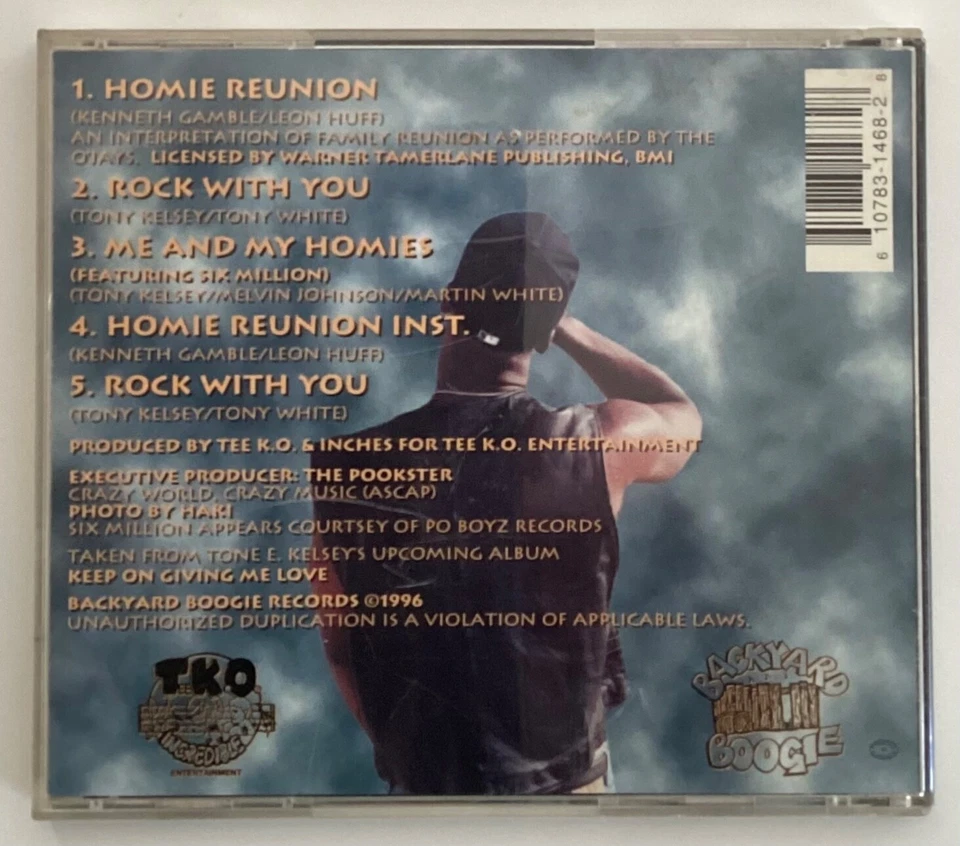 1. HOMIE REUNION
(KENNETH GAMBLE/LEON HUFF)
AN INTERPRETATION OF FAMILY REUNION AS PERFORMED BY THE
O'JAYS. LICENSED BY WARNER TAMERLANE PUBLISHING, BMI
2. ROCK WITH YOU
(TONY KELSEY/TONY WHITE)
3. ME AND MY HOMIES
(FEATURING SIX MILLION)
(TONY KELSEY/MELVIN JOHNSON/MARTIN WHITE)
4. HOMIE REUNION INST.
(KENNETH GAMBLE/LEON HUFF)
5. ROCK WITH YOU
(TONY KELSEY/TONY WHITE)
PRODUCED BY TEE K.O. & INCHES FOR TEE K.O. ENTERTAINMENT
EXECUTIVE PRODUCER: THE POOKSTER
CRAZY WORLD, CRAZY MUSIC (ASCAP)
PHOTO BY HAKI
SIX MILLION APPEARS COURTSEY OF PO BOYZ RECORDS
TAKEN FROM TONE E. KELSEY'S UPCOMING ALBUM
KEEP ON GIVING ME LOVE
BACKYARD BOOGIE RECORDS ©1996
UNAUTHORIZED DUPLICATION IS A VIOLATION OF APPLICABLE LAWS.
6 10783-1468-2 8
T.K.O
ENTERTAINMENT
BACKYARD
BOOGIE